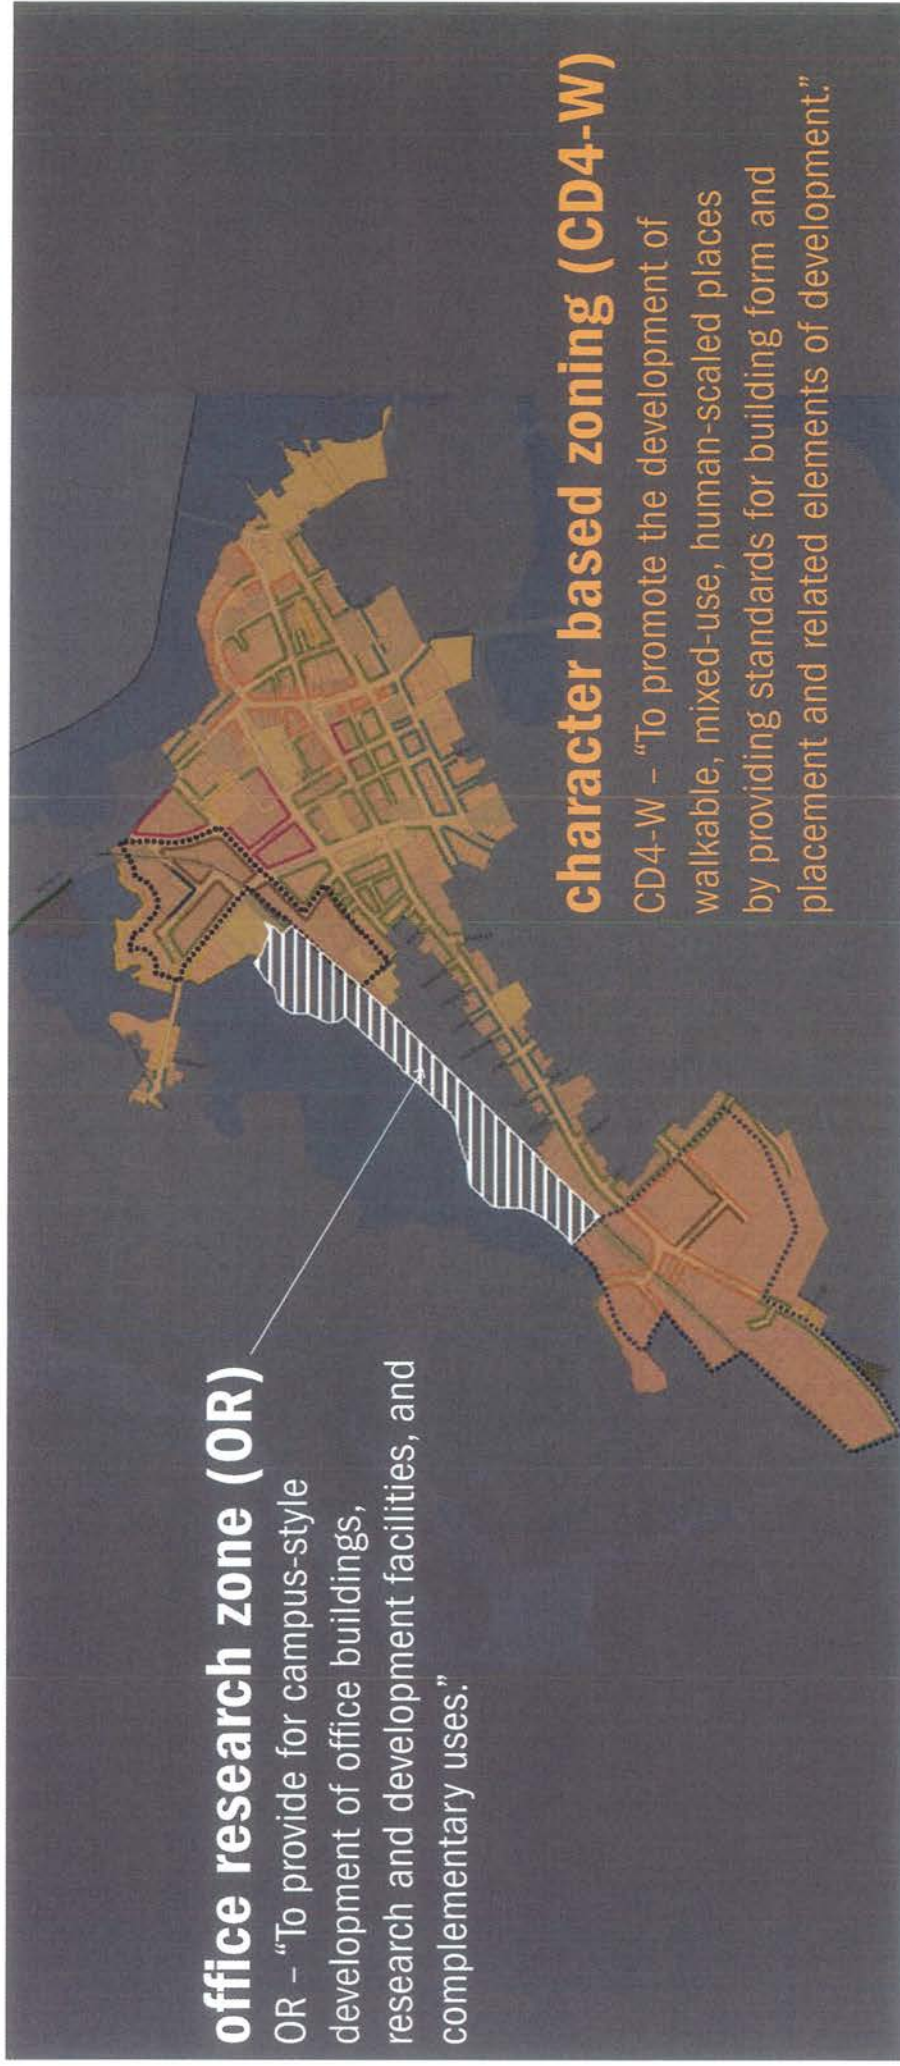 office research zone (OR)
OR – “To provide for campus-style
development of office buildings,
research and development facilities, and
complementary uses.”
character based zoning (CD4-W)
CD4-W – “To promote the development of
walkable, mixed-use, human-scaled places
by providing standards for building form and
placement and related elements of development.”